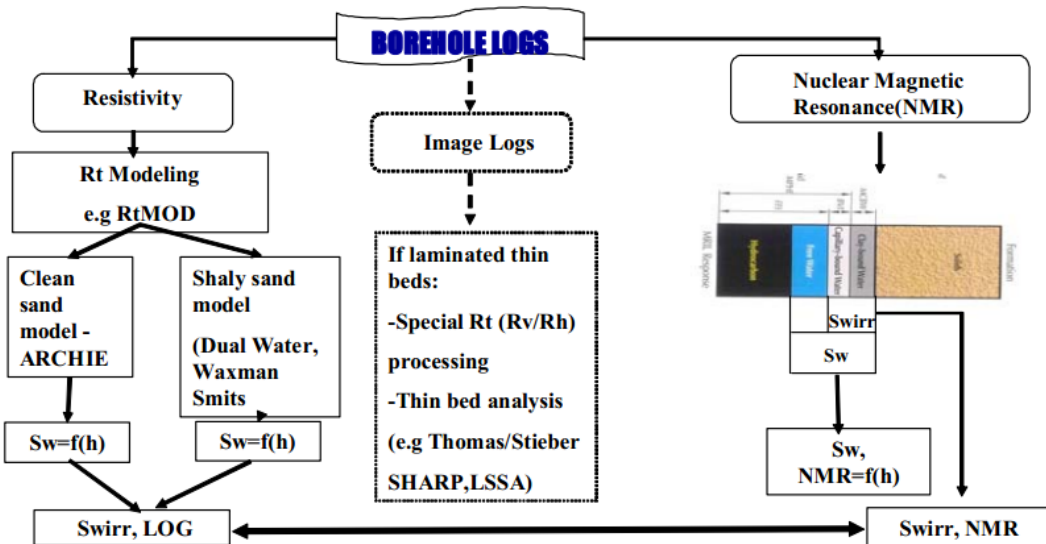 BOREHOLE LOGS
Resistivity
Rt Modeling
e.g RtMOD
Clean
sand
model -
ARCHIE
Shaly sand
model
(Dual Water,
Waxman
Smits
Sw=f(h)
Sw=f(h)
Swirr, LOG
Image Logs
If laminated thin
beds:
-Special Rt (Rv/Rh)
processing
-Thin bed analysis
(e.g Thomas/Stieber
SHARP,LSSA)
Nuclear Magnetic
Resonance(NMR)
MRIL Response
Hydrocarbon
Free Water
Capillary-bound Water
Clay-bound Water
Solids
Formation
Swirr
Sw
Sw,
NMR=f(h)
Swirr, NMR